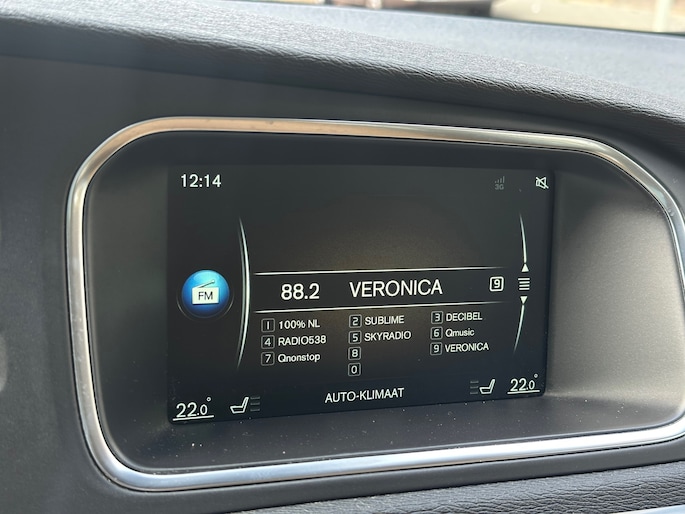 12:14 3G
FM 88.2 VERONICA 9
1 100% NL 2 SUBLIME 3 DECIBEL
4 RADIO538 5 SKYRADIO 6 Qmusic
7 Qnonstop 8 9 VERONICA
0
22.0° AUTO-KLIMAAT 22.0°